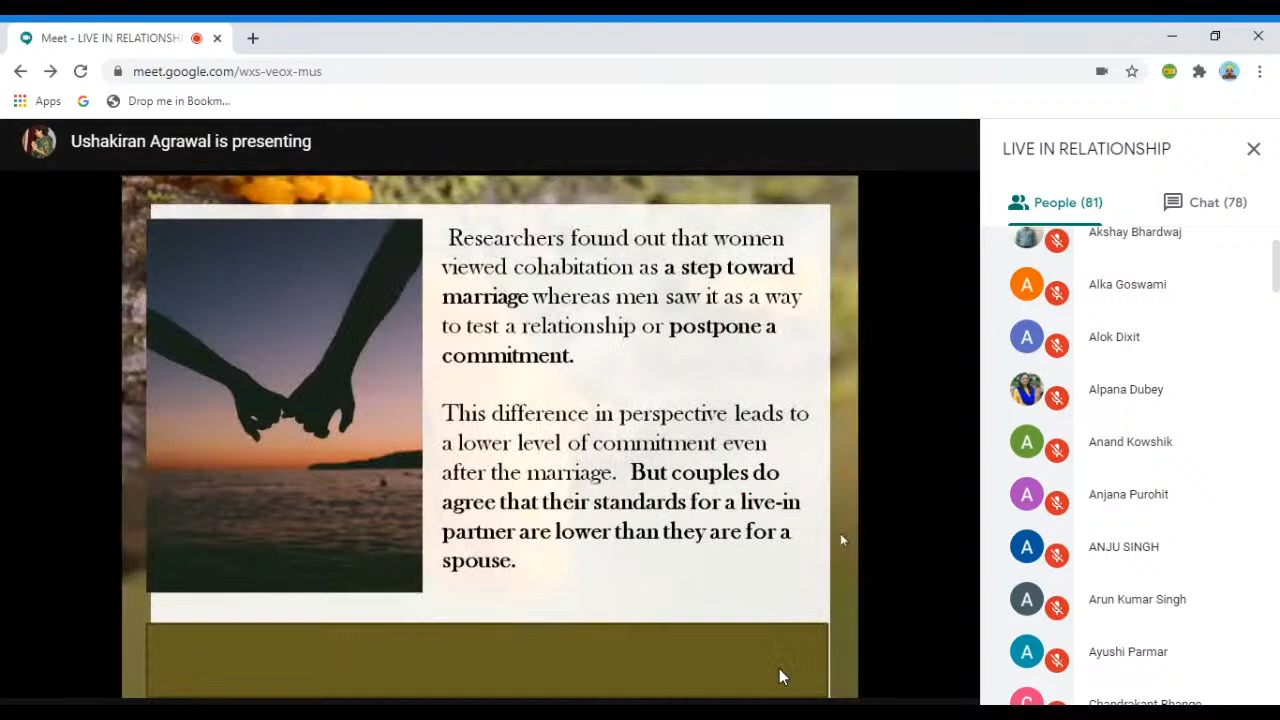 Meet - LIVE IN RELATIONSH
meet.google.com/wxs-veox-mus
Apps
Drop me in Bookm...
Ushakiran Agrawal is presenting
Researchers found out that women
viewed cohabitation as a step toward
marriage whereas men saw it as a way
to test a relationship or postpone a
commitment.
This difference in perspective leads to
a lower level of commitment even
after the marriage. But couples do
agree that their standards for a live-in
partner are lower than they are for a
spouse.
LIVE IN RELATIONSHIP
People (81)
Chat (78)
Akshay Bhardwaj
A
Alka Goswami
A
Alok Dixit
Alpana Dubey
A
Anand Kowshik
A
Anjana Purohit
A
ANJU SINGH
A
Arun Kumar Singh
A
Ayushi Parmar